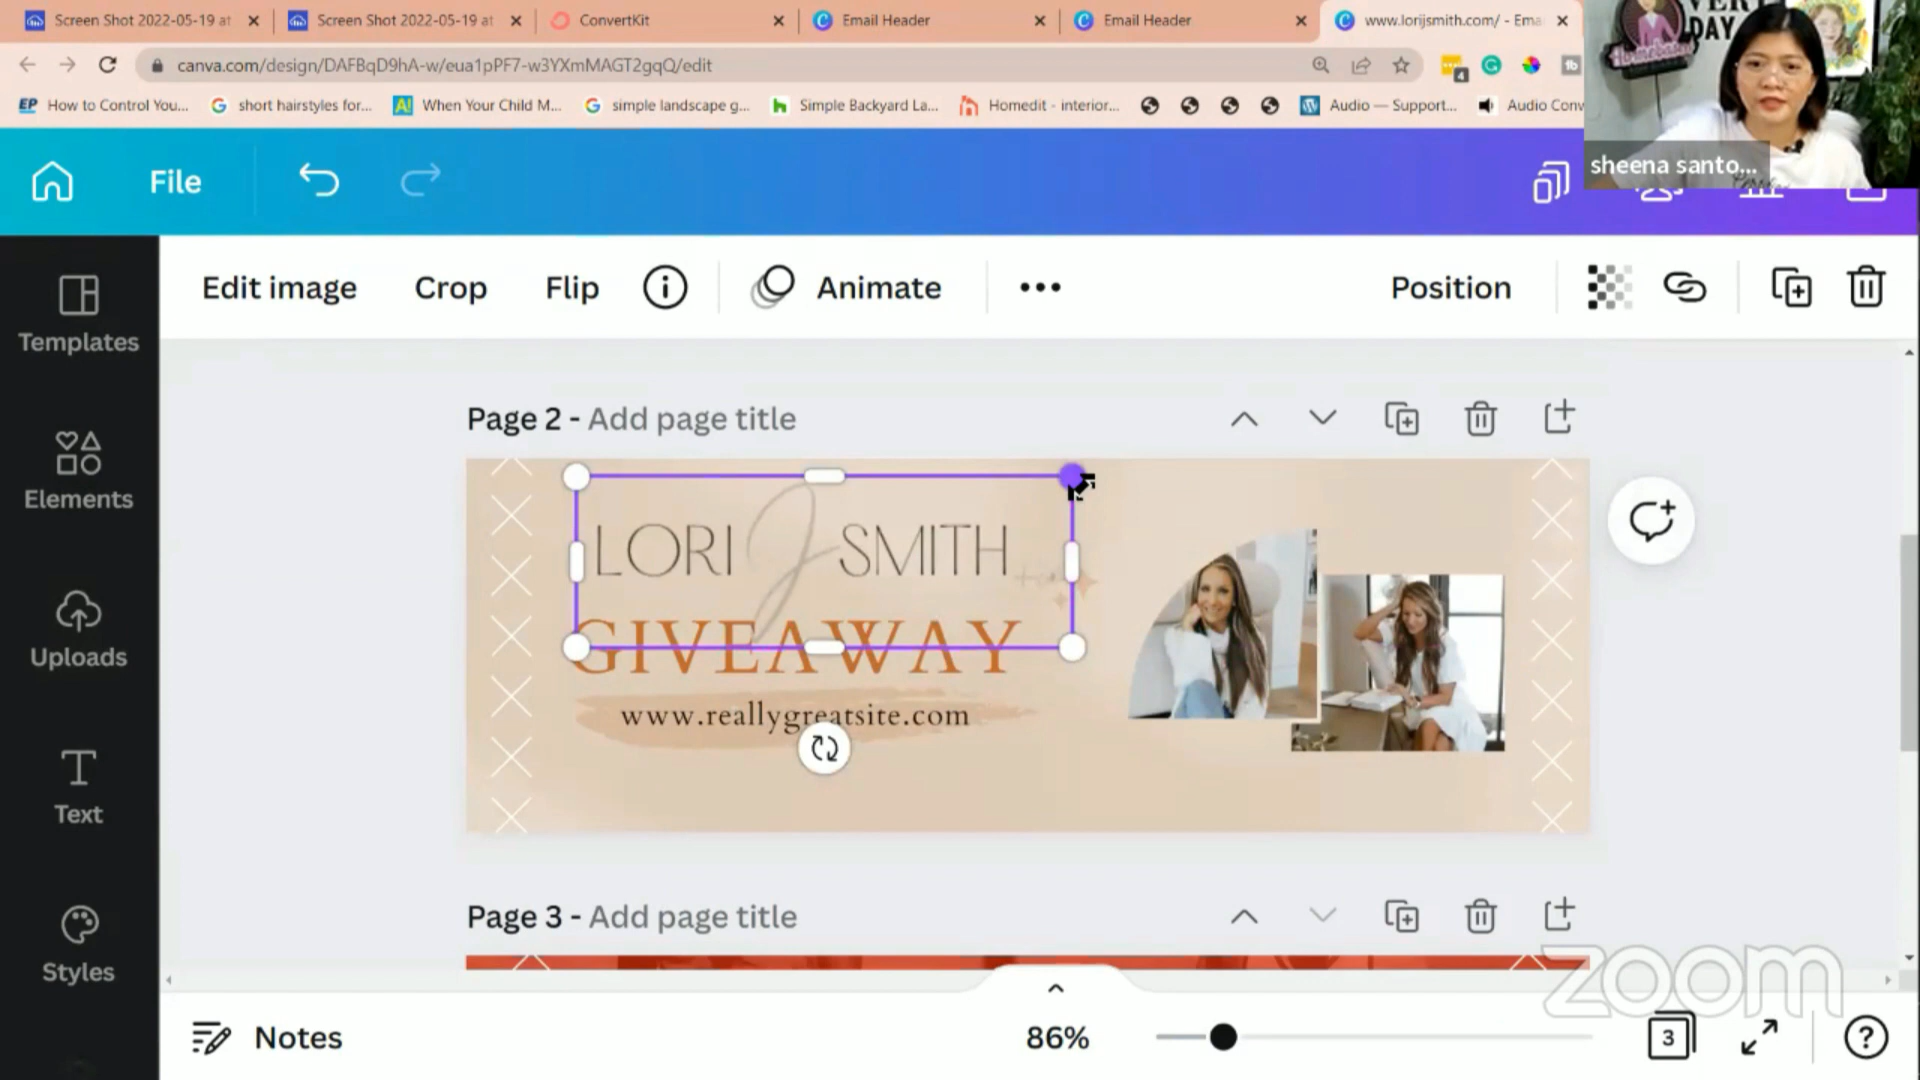 Screen Shot 2022-05-19 at
Screen Shot 2022-05-19 at
ConvertKit
Email Header
Email Header
www.lorijsmith.com/ - Ema
canva.com/design/DAFBqD9hA-w/eua1pPF7-w3YXmMAGT2gqQ/edit
How to Control You...
short hairstyles for...
When Your Child M...
simple landscape g...
Simple Backyard La...
Homedit - interior...
Audio — Support...
Audio Conv
DAY
sheena santo...
File
Edit image
Crop
Flip
Animate
Position
Templates
Elements
Uploads
Text
Styles
Page 2 - Add page title
LORI J SMITH
GIVEAWAY
www.reallygreatsite.com
Page 3 - Add page title
zoom
Notes
86%
3